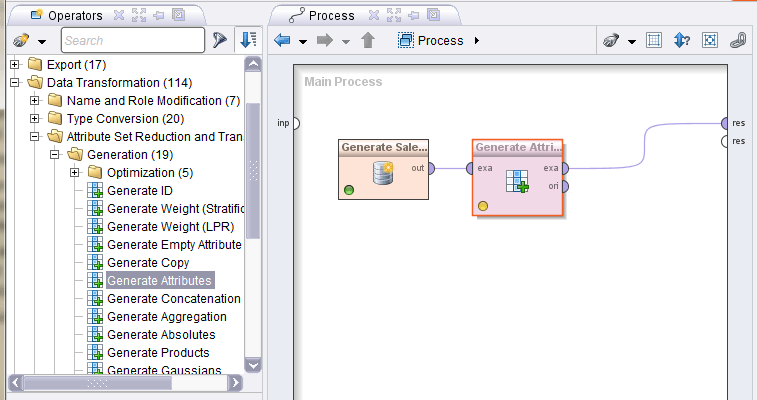 Operators
Process
Search
Process
Export (17)
Data Transformation (114)
Name and Role Modification (7)
Type Conversion (20)
Attribute Set Reduction and Tran
Generation (19)
Optimization (5)
Generate ID
Generate Weight (Stratific
Generate Weight (LPR)
Generate Empty Attribute
Generate Copy
Generate Attributes
Generate Concatenation
Generate Aggregation
Generate Absolutes
Generate Products
Generate Gaussians
Main Process
inp
res
res
Generate Sale...
out
Generate Attri...
exa
exa
ori